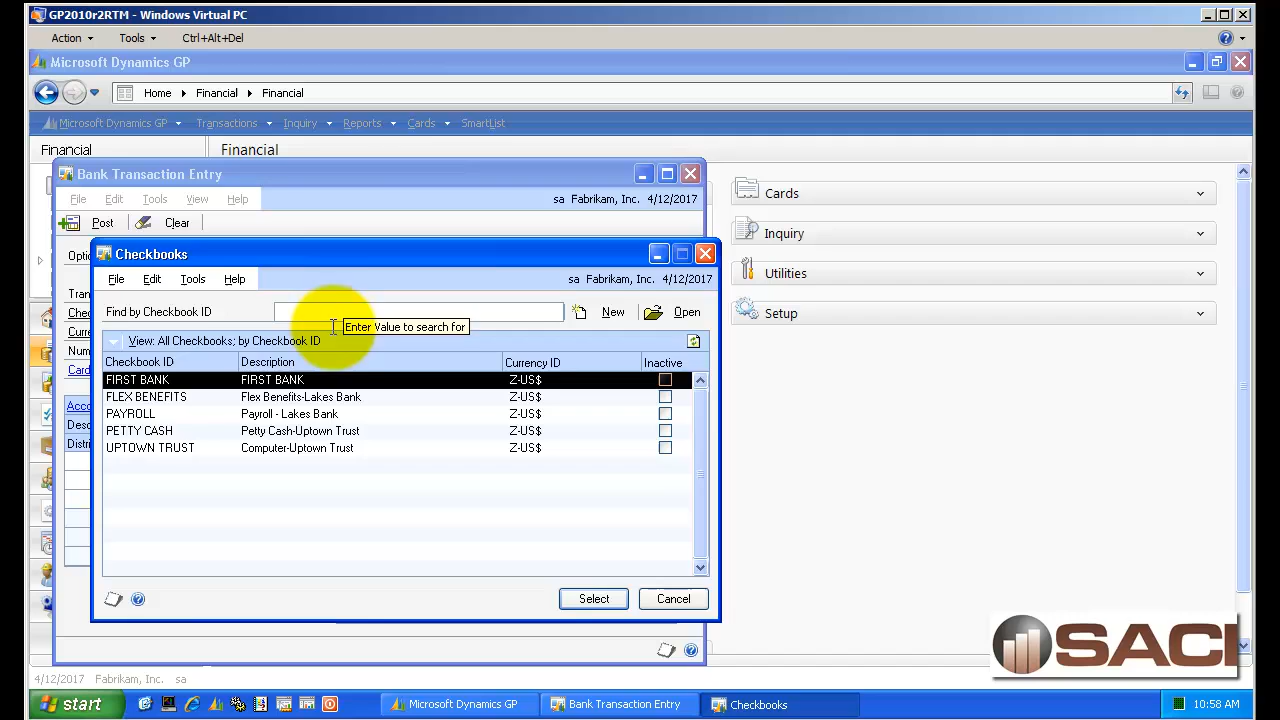 GP2010r2RTM - Windows Virtual PC
Action Tools Ctrl+Alt+Del
Microsoft Dynamics GP
Home Financial Financial
Microsoft Dynamics GP Transactions Inquiry Reports Cards SmartList
Financial Financial
Bank Transaction Entry
File Edit Tools View Help sa Fabrikam, Inc. 4/12/2017
Post Clear
Cards
Inquiry
Utilities
Setup
Checkbooks
File Edit Tools Help sa Fabrikam, Inc. 4/12/2017
Find by Checkbook ID New Open
Enter Value to search for
View: All Checkbooks; by Checkbook ID
Checkbook ID Description Currency ID Inactive
FIRST BANK FIRST BANK Z-US$
FLEX BENEFITS Flex Benefits-Lakes Bank Z-US$
PAYROLL Payroll - Lakes Bank Z-US$
PETTY CASH Petty Cash-Uptown Trust Z-US$
UPTOWN TRUST Computer-Uptown Trust Z-US$
Select Cancel
4/12/2017 Fabrikam, Inc. sa
start Microsoft Dynamics GP Bank Transaction Entry Checkbooks 10:58 AM